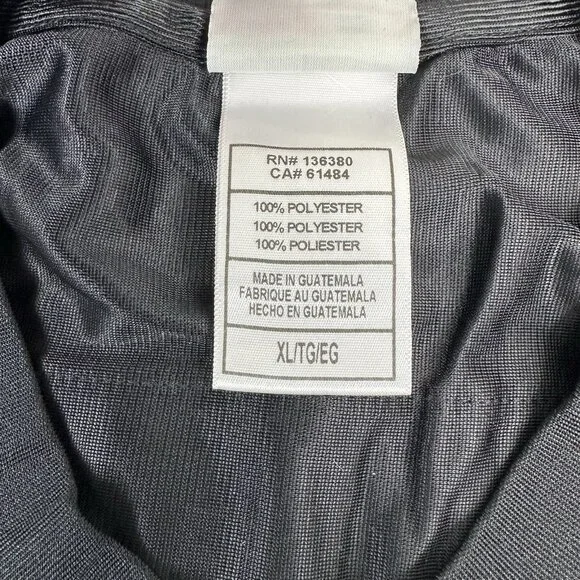 RN# 136380
CA# 61484
100% POLYESTER
100% POLYESTER
100% POLIESTER
MADE IN GUATEMALA
FABRIQUE AU GUATEMALA
HECHO EN GUATEMALA
XL/TG/EG